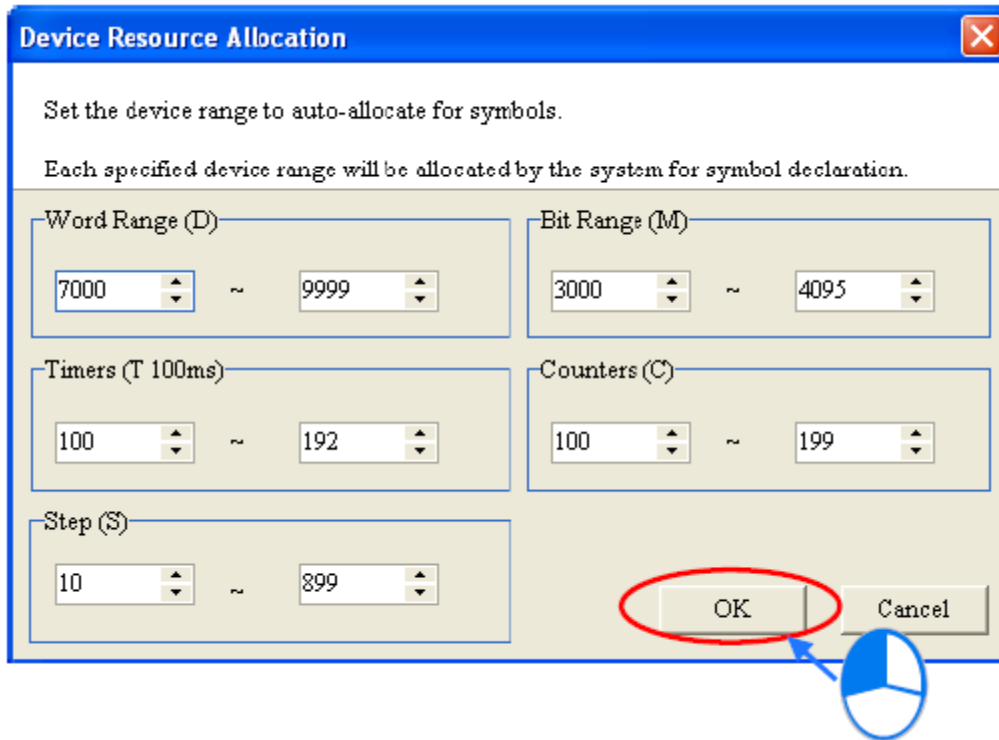 Device Resource Allocation
Set the device range to auto-allocate for symbols.
Each specified device range will be allocated by the system for symbol declaration.
Word Range (D)
7000 ~ 9999
Bit Range (M)
3000 ~ 4095
Timers (T 100ms)
100 ~ 192
Counters (C)
100 ~ 199
Step (S)
10 ~ 899
OK Cancel